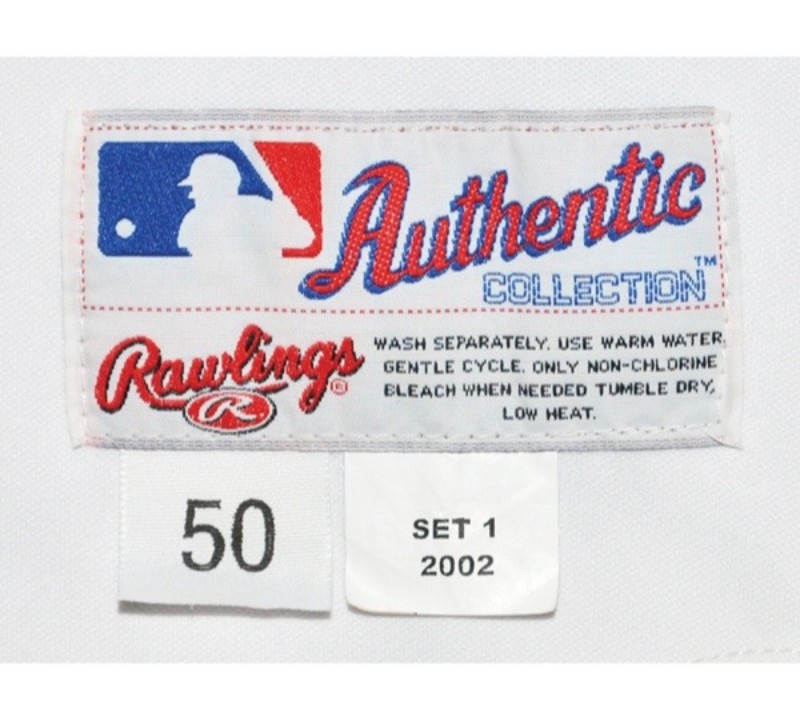 Authentic
COLLECTION™
Rawlings®
R
WASH SEPARATELY. USE WARM WATER,
GENTLE CYCLE. ONLY NON-CHLORINE
BLEACH WHEN NEEDED TUMBLE DRY,
LOW HEAT.
50
SET 1
2002